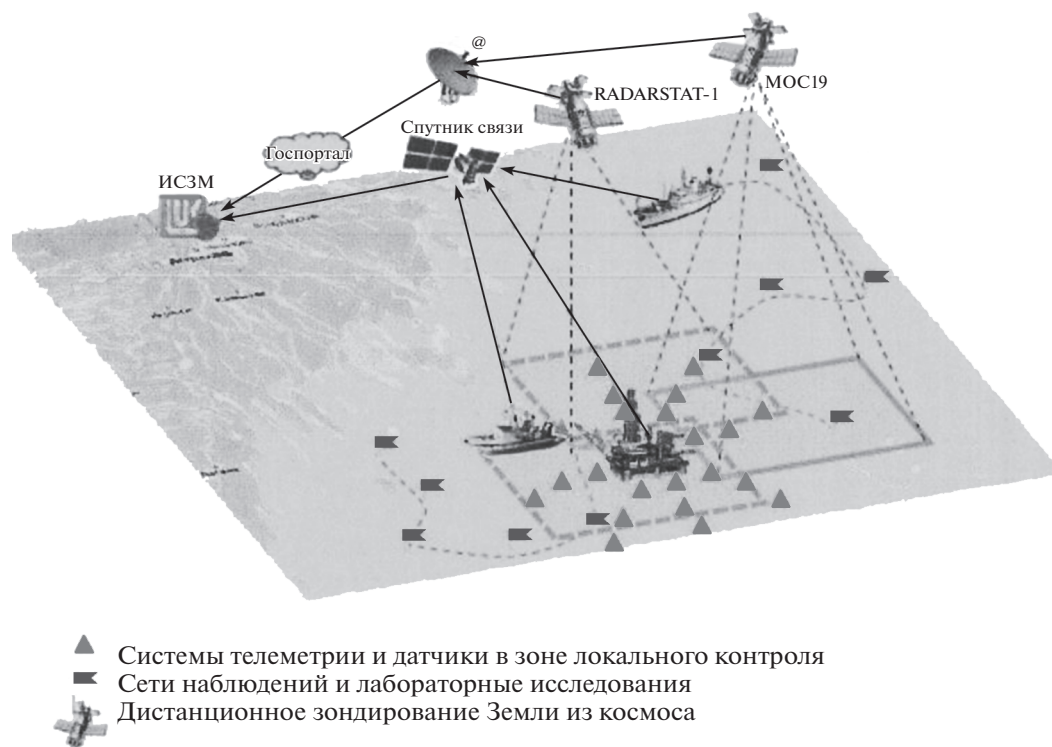 @
МОС19
RADARSTAT-1
Спутник связи
Госпортал
ИСЗМ
Системы телеметрии и датчики в зоне локального контроля
Сети наблюдений и лабораторные исследования
Дистанционное зондирование Земли из космоса